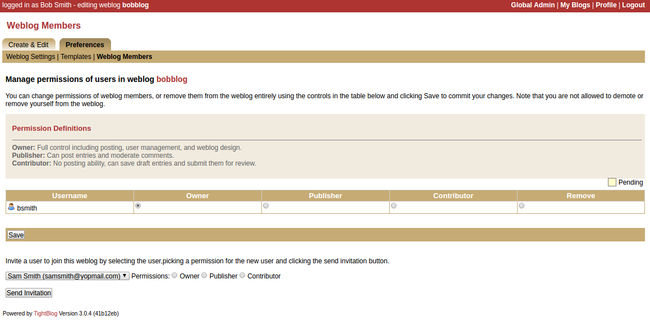 logged in as Bob Smith - editing weblog bobblog
Global Admin | My Blogs | Profile | Logout
Weblog Members
Create & Edit Preferences
Weblog Settings | Templates | Weblog Members
Manage permissions of users in weblog bobblog
You can change permissions of weblog members, or remove them from the weblog entirely using the controls in the table below and clicking Save to commit your changes. Note that you are not allowed to demote or
remove yourself from the weblog.
Permission Definitions
Owner: Full control including posting, user management, and weblog design.
Publisher: Can post entries and moderate comments.
Contributor: No posting ability, can save draft entries and submit them for review.
Pending
Username Owner Publisher Contributor Remove
bsmith
Save
Invite a user to join this weblog by selecting the user,picking a permission for the new user and clicking the send invitation button.
Sam Smith (samsmith@yopmail.com) Permissions: Owner Publisher Contributor
Send Invitation
Powered by TightBlog Version 3.0.4 (41b12eb)